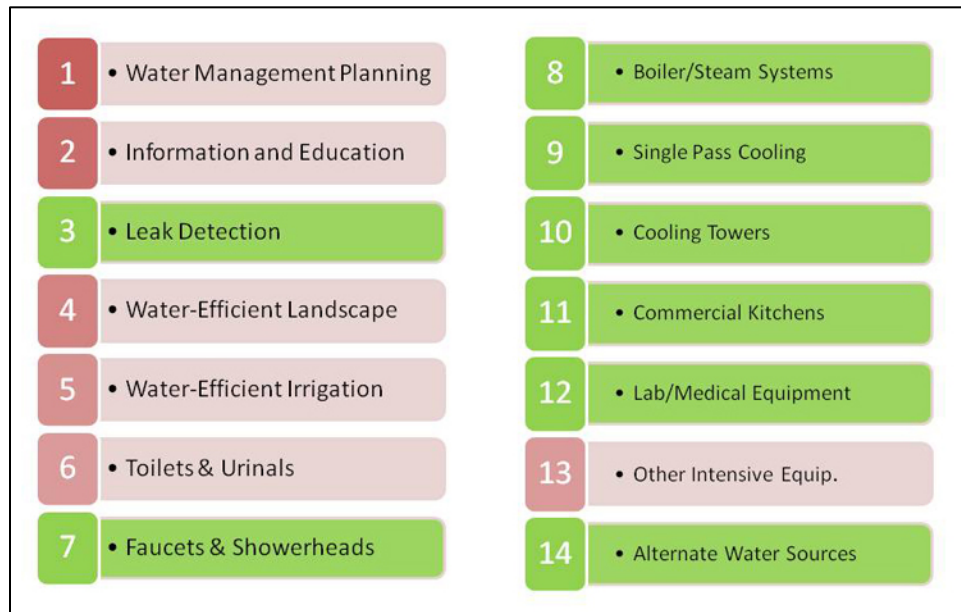 1 • Water Management Planning
2 • Information and Education
3 • Leak Detection
4 • Water-Efficient Landscape
5 • Water-Efficient Irrigation
6 • Toilets & Urinals
7 • Faucets & Showerheads
8 • Boiler/Steam Systems
9 • Single Pass Cooling
10 • Cooling Towers
11 • Commercial Kitchens
12 • Lab/Medical Equipment
13 • Other Intensive Equip.
14 • Alternate Water Sources